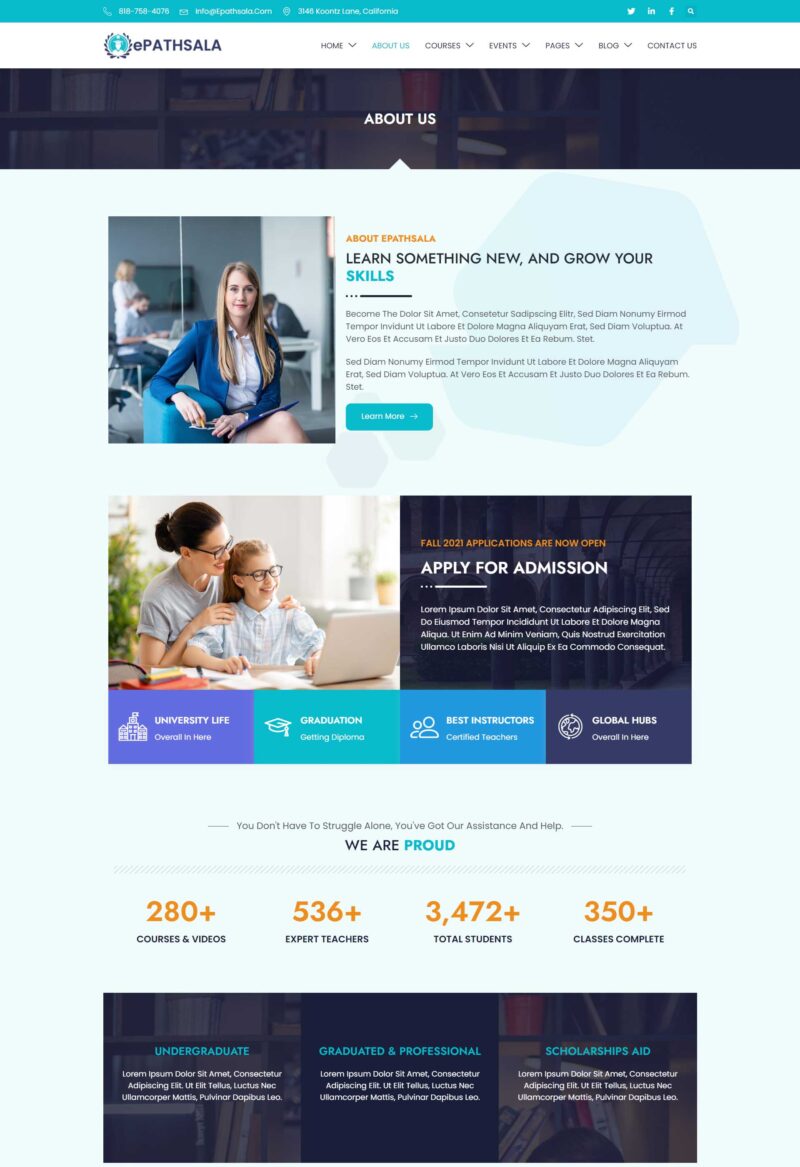 818-758-4076 Info@Epathsala.Com 3146 Koontz Lane, California
ePATHSALA
HOME ABOUT US COURSES EVENTS PAGES BLOG CONTACT US
ABOUT US
ABOUT EPATHSALA
LEARN SOMETHING NEW, AND GROW YOUR
SKILLS
Become The Dolor Sit Amet, Consetetur Sadipscing Elitr, Sed Diam Nonumy Eirmod
Tempor Invidunt Ut Labore Et Dolore Magna Aliquyam Erat, Sed Diam Voluptua. At
Vero Eos Et Accusam Et Justo Duo Dolores Et Ea Rebum. Stet.
Sed Diam Nonumy Eirmod Tempor Invidunt Ut Labore Et Dolore Magna Aliquyam
Erat, Sed Diam Voluptua. At Vero Eos Et Accusam Et Justo Duo Dolores Et Ea Rebum.
Stet.
Learn More
FALL 2021 APPLICATIONS ARE NOW OPEN
APPLY FOR ADMISSION
Lorem Ipsum Dolor Sit Amet, Consectetur Adipiscing Elit, Sed
Do Eiusmod Tempor Incididunt Ut Labore Et Dolore Magna
Aliqua. Ut Enim Ad Minim Veniam, Quis Nostrud Exercitation
Ullamco Laboris Nisi Ut Aliquip Ex Ea Commodo Consequat.
UNIVERSITY LIFE
Overall In Here
GRADUATION
Getting Diploma
BEST INSTRUCTORS
Certified Teachers
GLOBAL HUBS
Overall In Here
You Don't Have To Struggle Alone, You've Got Our Assistance And Help.
WE ARE PROUD
280+
COURSES & VIDEOS
536+
EXPERT TEACHERS
3,472+
TOTAL STUDENTS
350+
CLASSES COMPLETE
UNDERGRADUATE
Lorem Ipsum Dolor Sit Amet, Consectetur
Adipiscing Elit. Ut Elit Tellus, Luctus Nec
Ullamcorper Mattis, Pulvinar Dapibus Leo.
GRADUATED & PROFESSIONAL
Lorem Ipsum Dolor Sit Amet, Consectetur
Adipiscing Elit. Ut Elit Tellus, Luctus Nec
Ullamcorper Mattis, Pulvinar Dapibus Leo.
SCHOLARSHIPS AID
Lorem Ipsum Dolor Sit Amet, Consectetur
Adipiscing Elit. Ut Elit Tellus, Luctus Nec
Ullamcorper Mattis, Pulvinar Dapibus Leo.